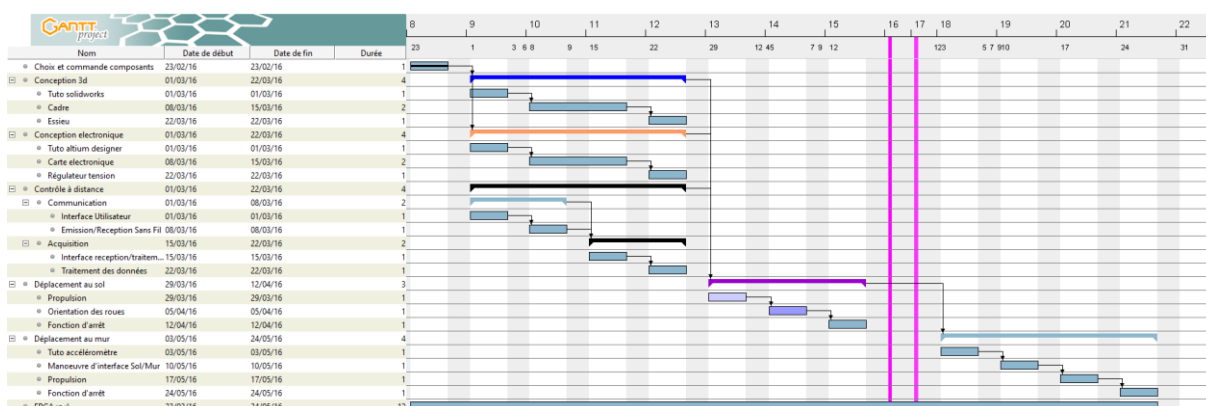 GANTT project
8 9 10 11 12 13 14 15 16 17 18 19 20 21 22
Nom Date de début Date de fin Durée
23 1 3 6 8 9 15 22 29 12 45 7 9 12 123 5 7 910 17 24 31
Choix et commande composants 23/02/16 23/02/16 1
Conception 3d 01/03/16 22/03/16 4
Tuto solidworks 01/03/16 01/03/16 1
Cadre 08/03/16 15/03/16 2
Essieu 22/03/16 22/03/16 1
Conception electronique 01/03/16 22/03/16 4
Tuto altium designer 01/03/16 01/03/16 1
Carte electronique 08/03/16 15/03/16 2
Régulateur tension 22/03/16 22/03/16 1
Contrôle à distance 01/03/16 22/03/16 4
Communication 01/03/16 08/03/16 2
Interface Utilisateur 01/03/16 01/03/16 1
Emission/Reception Sans Fil 08/03/16 08/03/16 1
Acquisition 15/03/16 22/03/16 2
Interface reception/traitem... 15/03/16 15/03/16 1
Traitement des données 22/03/16 22/03/16 1
Déplacement au sol 29/03/16 12/04/16 3
Propulsion 29/03/16 29/03/16 1
Orientation des roues 05/04/16 05/04/16 1
Fonction d'arrêt 12/04/16 12/04/16 1
Déplacement au mur 03/05/16 24/05/16 4
Tuto accéléromètre 03/05/16 03/05/16 1
Manoeuvre d'interface Sol/Mur 10/05/16 10/05/16 1
Propulsion 17/05/16 17/05/16 1
Fonction d'arrêt 24/05/16 24/05/16 1